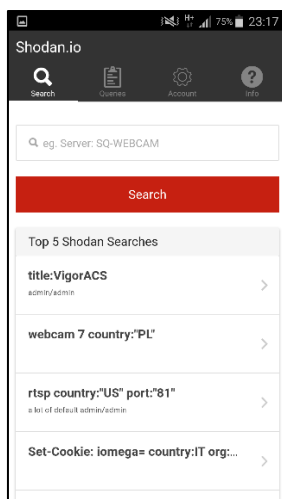 75% 23:17
Shodan.io
Search Queries Account Info
eg. Server: SQ-WEBCAM
Search
Top 5 Shodan Searches
title:VigorACS
admin/admin
webcam 7 country:"PL"
rtsp country:"US" port:"81"
a lot of default admin/admin
Set-Cookie: iomega= country:IT org:...